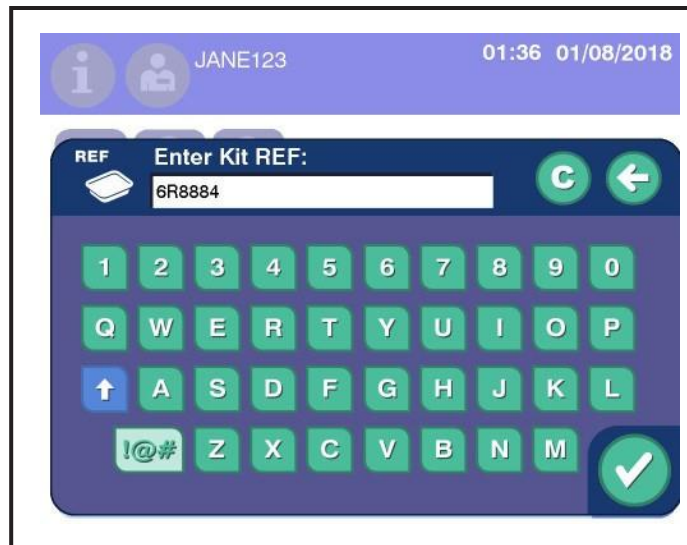 JANE123 01:36 01/08/2018
REF Enter Kit REF:
6R8884
C
1 2 3 4 5 6 7 8 9 0
Q W E R T Y U I O P
A S D F G H J K L
!@# Z X C V B N M